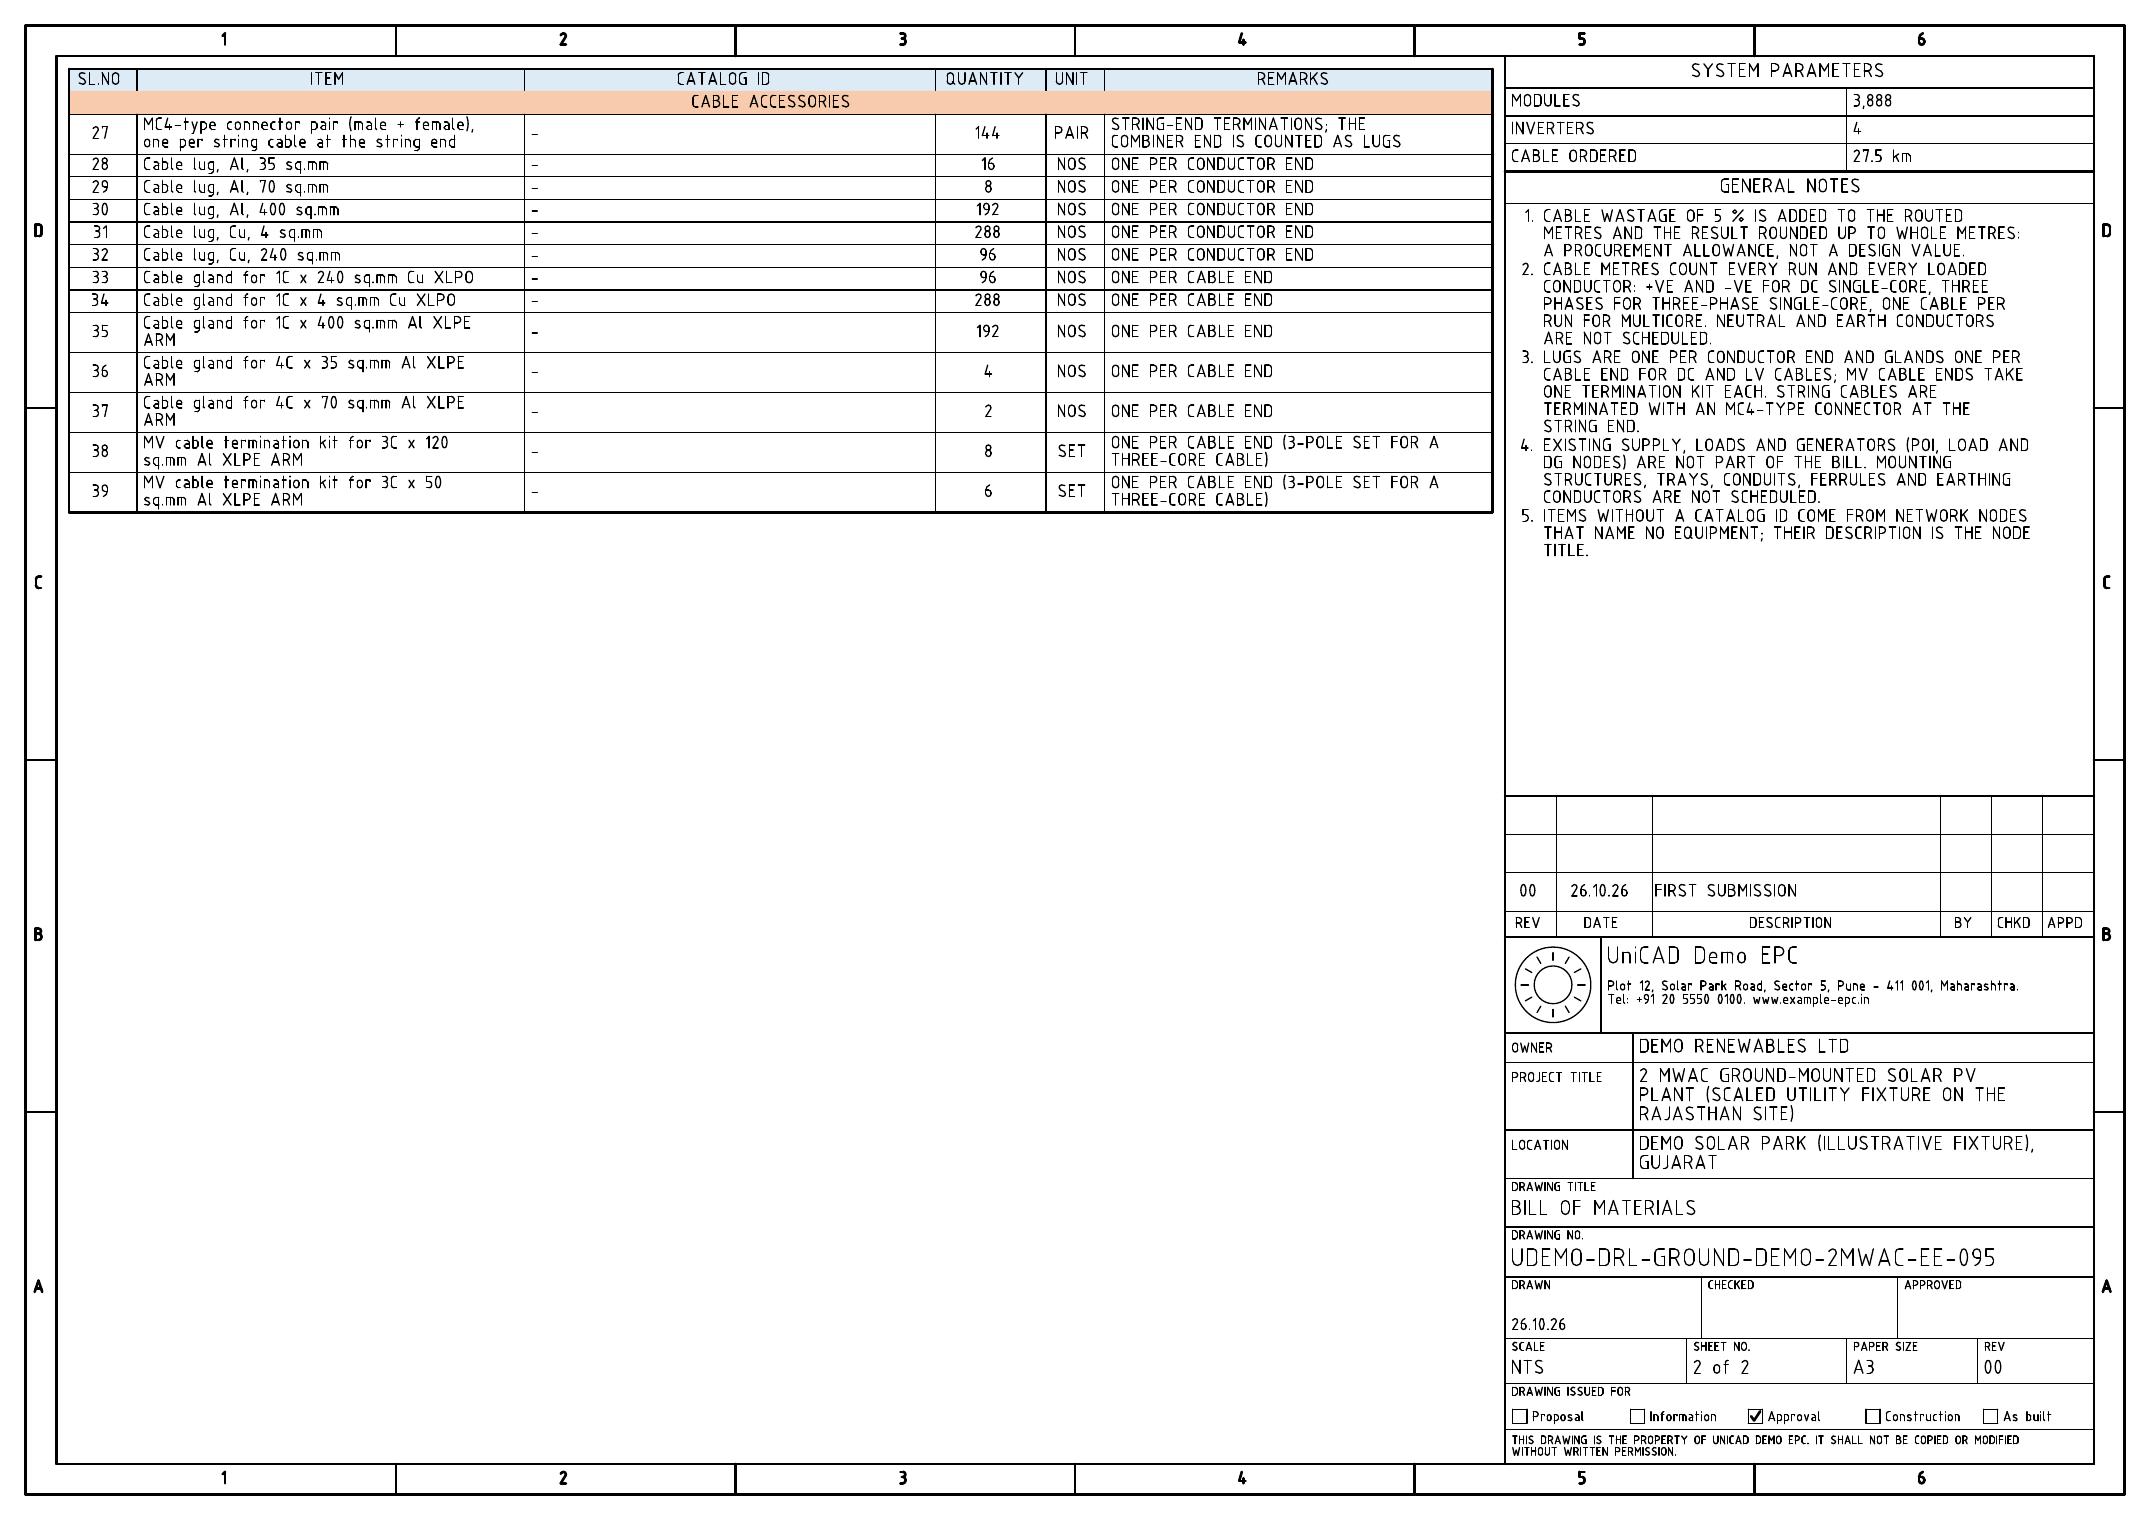 1 2 3 4 5 6
SL.NO ITEM CATALOG ID QUANTITY UNIT REMARKS
CABLE ACCESSORIES
27 MC4-type connector pair (male + female), one per string cable at the string end - 144 PAIR STRING-END TERMINATIONS; THE COMBINER END IS COUNTED AS LUGS
28 Cable lug, Al, 35 sq.mm - 16 NOS ONE PER CONDUCTOR END
29 Cable lug, Al, 70 sq.mm - 8 NOS ONE PER CONDUCTOR END
30 Cable lug, Al, 400 sq.mm - 192 NOS ONE PER CONDUCTOR END
31 Cable lug, Cu, 4 sq.mm - 288 NOS ONE PER CONDUCTOR END
32 Cable lug, Cu, 240 sq.mm - 96 NOS ONE PER CONDUCTOR END
33 Cable gland for 1C x 240 sq.mm Cu XLPO - 96 NOS ONE PER CABLE END
34 Cable gland for 1C x 4 sq.mm Cu XLPO - 288 NOS ONE PER CABLE END
35 Cable gland for 1C x 400 sq.mm Al XLPE ARM - 192 NOS ONE PER CABLE END
36 Cable gland for 4C x 35 sq.mm Al XLPE ARM - 4 NOS ONE PER CABLE END
37 Cable gland for 4C x 70 sq.mm Al XLPE ARM - 2 NOS ONE PER CABLE END
38 MV cable termination kit for 3C x 120 sq.mm Al XLPE ARM - 8 SET ONE PER CABLE END (3-POLE SET FOR A THREE-CORE CABLE)
39 MV cable termination kit for 3C x 50 sq.mm Al XLPE ARM - 6 SET ONE PER CABLE END (3-POLE SET FOR A THREE-CORE CABLE)
SYSTEM PARAMETERS
MODULES 3,888
INVERTERS 4
CABLE ORDERED 27.5 km
GENERAL NOTES
1. CABLE WASTAGE OF 5 % IS ADDED TO THE ROUTED
METRES AND THE RESULT ROUNDED UP TO WHOLE METRES:
A PROCUREMENT ALLOWANCE, NOT A DESIGN VALUE.
2. CABLE METRES COUNT EVERY RUN AND EVERY LOADED
CONDUCTOR: +VE AND -VE FOR DC SINGLE-CORE, THREE
PHASES FOR THREE-PHASE SINGLE-CORE, ONE CABLE PER
RUN FOR MULTICORE. NEUTRAL AND EARTH CONDUCTORS
ARE NOT SCHEDULED.
3. LUGS ARE ONE PER CONDUCTOR END AND GLANDS ONE PER
CABLE END FOR DC AND LV CABLES; MV CABLE ENDS TAKE
ONE TERMINATION KIT EACH. STRING CABLES ARE
TERMINATED WITH AN MC4-TYPE CONNECTOR AT THE
STRING END.
4. EXISTING SUPPLY, LOADS AND GENERATORS (POI, LOAD AND
DG NODES) ARE NOT PART OF THE BILL. MOUNTING
STRUCTURES, TRAYS, CONDUITS, FERRULES AND EARTHING
CONDUCTORS ARE NOT SCHEDULED.
5. ITEMS WITHOUT A CATALOG ID COME FROM NETWORK NODES
THAT NAME NO EQUIPMENT; THEIR DESCRIPTION IS THE NODE
TITLE.
00 26.10.26 FIRST SUBMISSION
REV DATE DESCRIPTION BY CHKD APPD
UniCAD Demo EPC
Plot 12, Solar Park Road, Sector 5, Pune - 411 001, Maharashtra.
Tel: +91 20 5550 0100. www.example-epc.in
OWNER DEMO RENEWABLES LTD
PROJECT TITLE 2 MWAC GROUND-MOUNTED SOLAR PV
PLANT (SCALED UTILITY FIXTURE ON THE
RAJASTHAN SITE)
LOCATION DEMO SOLAR PARK (ILLUSTRATIVE FIXTURE),
GUJARAT
DRAWING TITLE
BILL OF MATERIALS
DRAWING NO.
UDEMO-DRL-GROUND-DEMO-2MWAC-EE-095
DRAWN CHECKED APPROVED
26.10.26
SCALE SHEET NO. PAPER SIZE REV
NTS 2 of 2 A3 00
DRAWING ISSUED FOR
Proposal Information Approval Construction As built
THIS DRAWING IS THE PROPERTY OF UNICAD DEMO EPC. IT SHALL NOT BE COPIED OR MODIFIED
WITHOUT WRITTEN PERMISSION.
D D
C C
B B
A A
1 2 3 4 5 6